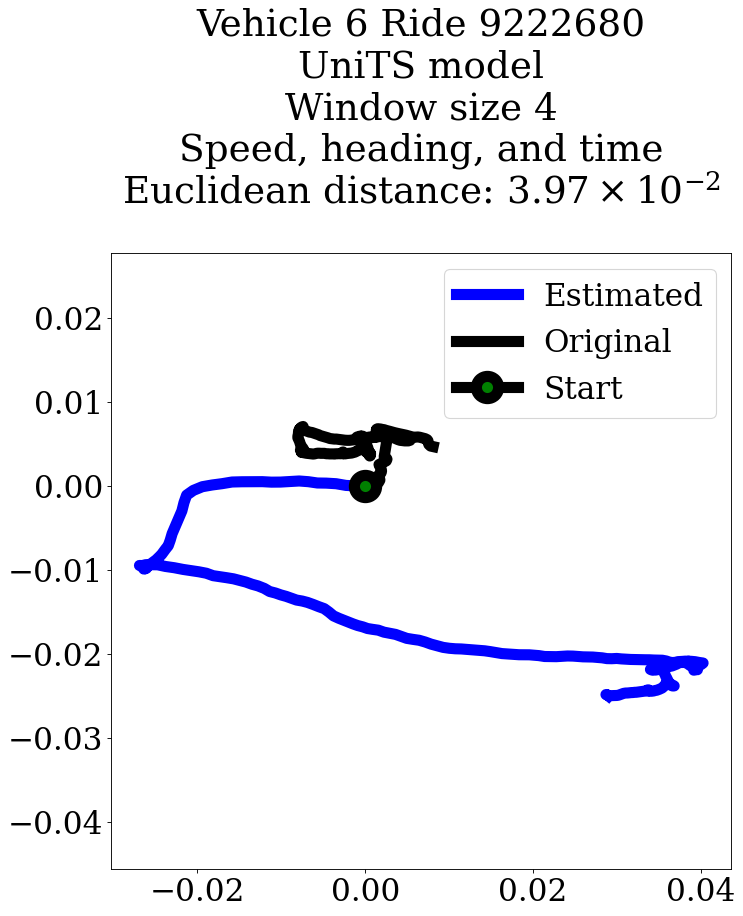 Vehicle 6 Ride 9222680
UniTS model
Window size 4
Speed, heading, and time
Euclidean distance: 3.97 × 10⁻²
Estimated
Original
Start
0.02
0.01
0.00
−0.01
−0.02
−0.03
−0.04
−0.02 0.00 0.02 0.04